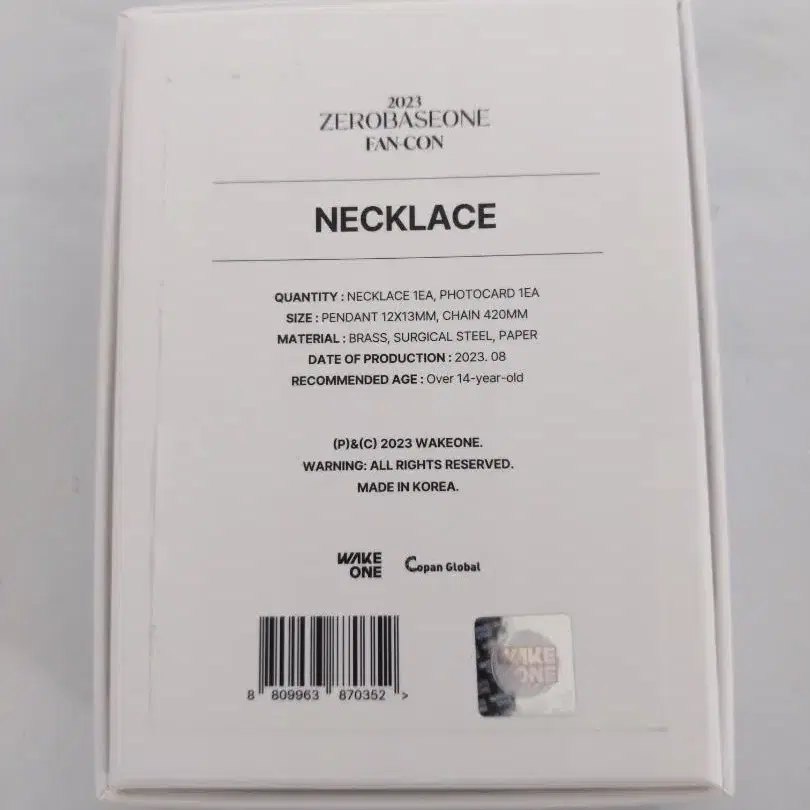 2023
ZEROBASEONE
FAN-CON
NECKLACE
QUANTITY : NECKLACE 1EA, PHOTOCARD 1EA
SIZE : PENDANT 12X13MM, CHAIN 420MM
MATERIAL : BRASS, SURGICAL STEEL, PAPER
DATE OF PRODUCTION : 2023. 08
RECOMMENDED AGE : Over 14-year-old
(P)&(C) 2023 WAKEONE.
WARNING: ALL RIGHTS RESERVED.
MADE IN KOREA.
WAKE
ONE
Copan Global
8 809963 870352 >
WAKE
ONE